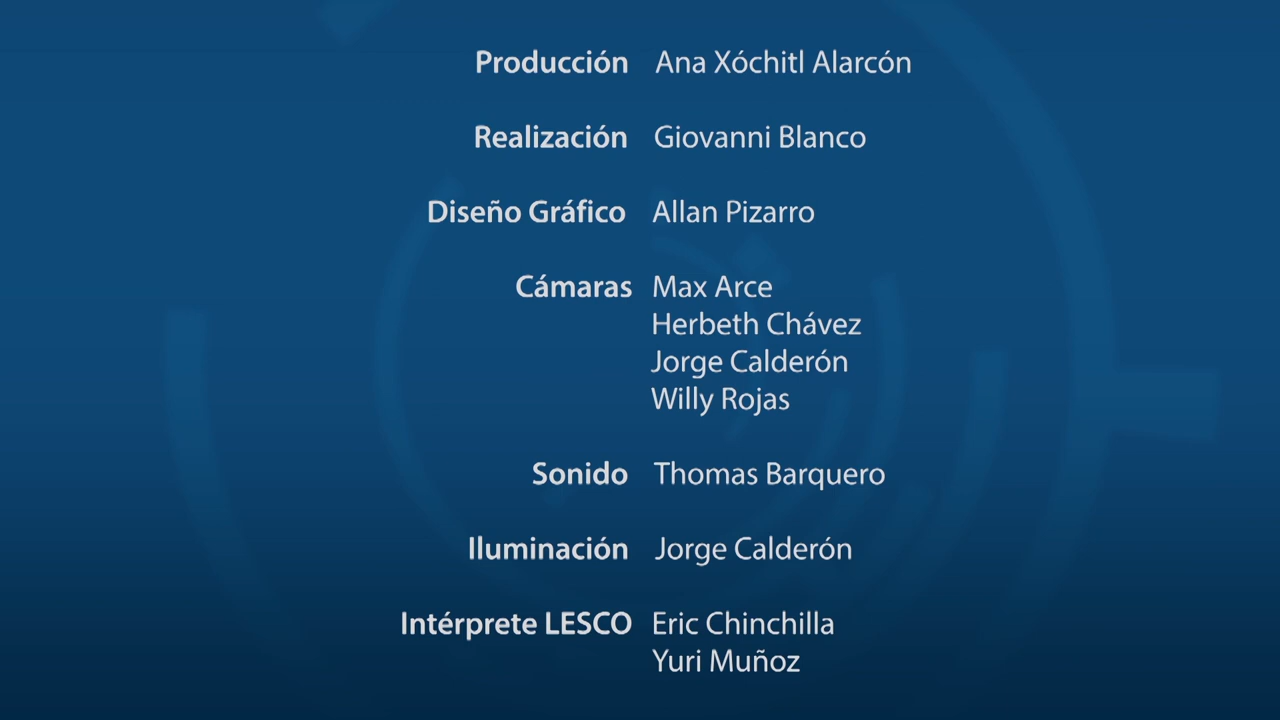 Producción Ana Xóchitl Alarcón
Realización Giovanni Blanco
Diseño Gráfico Allan Pizarro
Cámaras Max Arce
Herbeth Chávez
Jorge Calderón
Willy Rojas
Sonido Thomas Barquero
Iluminación Jorge Calderón
Intérprete LESCO Eric Chinchilla
Yuri Muñoz